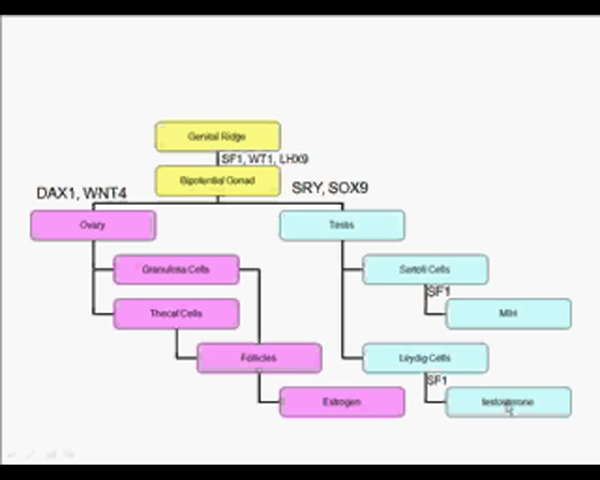 Genital Ridge
SF1, WT1, LHX9
Bipotential Gonad
DAX1, WNT4
SRY, SOX9
Ovary
Testis
Granulosa Cells
Sertoli Cells
SF1
Thecal Cells
MIH
Follicles
Leydig Cells
SF1
Estrogen
testosterone